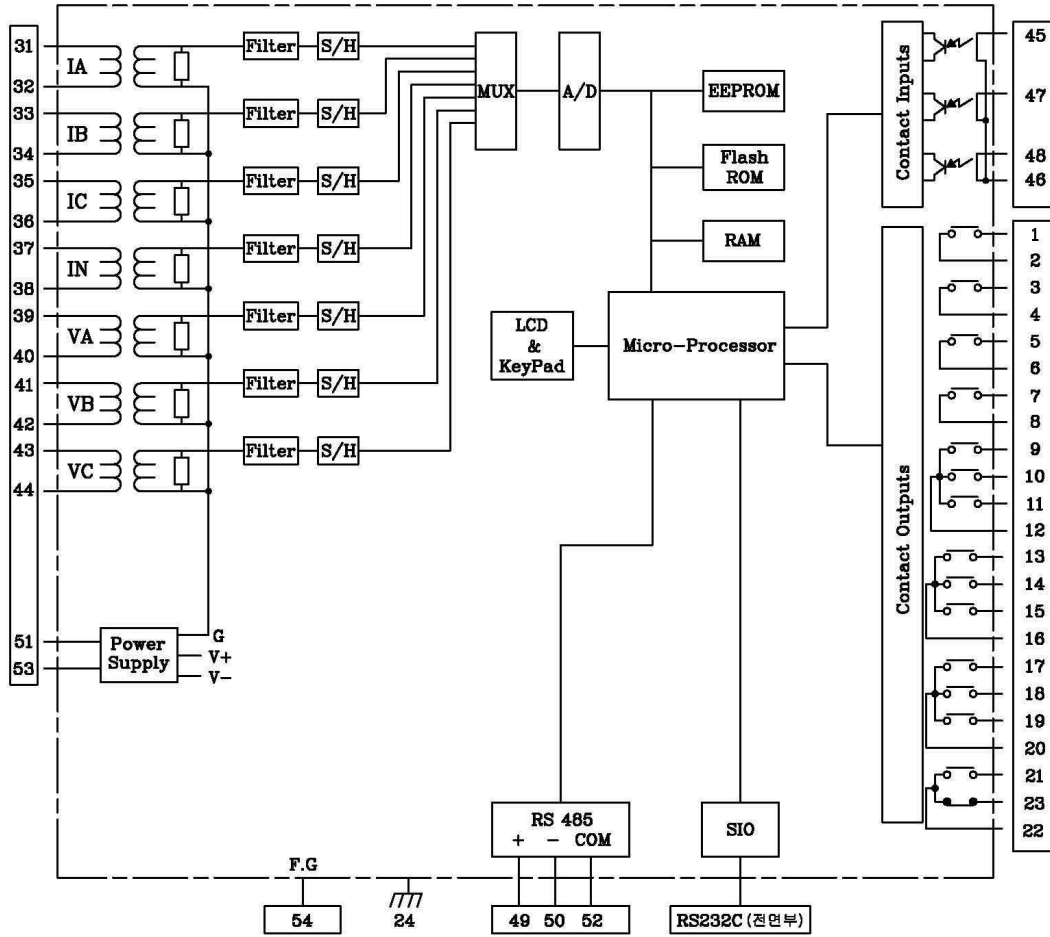 31
IA
32
33
IB
34
35
IC
36
37
IN
38
39
VA
40
41
VB
42
43
VC
44
51
53
Power
Supply
G
V+
V-
Filter
S/H
Filter
S/H
Filter
S/H
Filter
S/H
Filter
S/H
Filter
S/H
Filter
S/H
MUX
A/D
EEPROM
Flash
ROM
RAM
LCD
&
KeyPad
Micro-Processor
Contact Inputs
45
47
48
46
Contact Outputs
1
2
3
4
5
6
7
8
9
10
11
12
13
14
15
16
17
18
19
20
21
23
22
RS 485
+ - COM
SIO
F.G
54
24
49 50 52
RS232C (전면부)